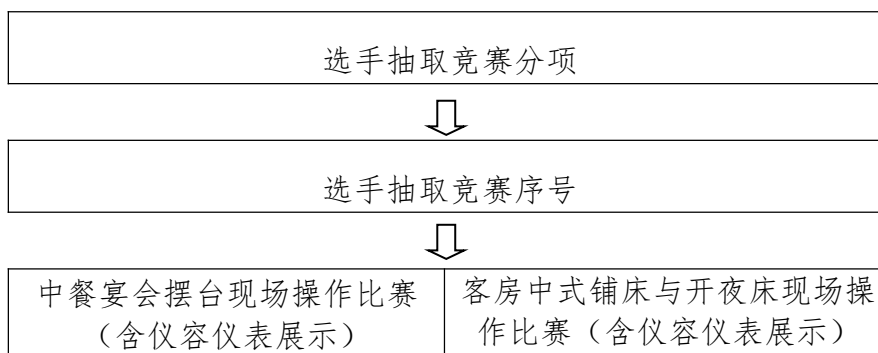 选手抽取竞赛分项
选手抽取竞赛序号
中餐宴会摆台现场操作比赛
（含仪容仪表展示）
客房中式铺床与开夜床现场操
作比赛（含仪容仪表展示）